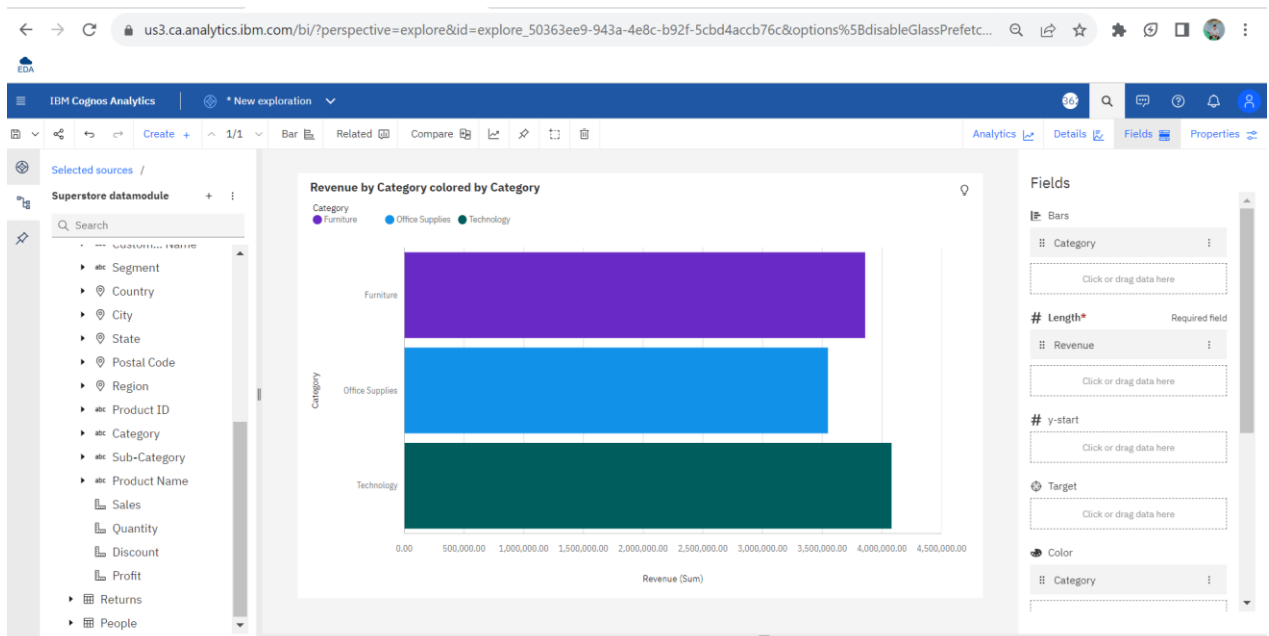 us3.ca.analytics.ibm.com/bi/?perspective=explore&id=explore_50363ee9-943a-4e8c-b92f-5cbd4accb76c&options%5BdisableGlassPrefetc...
EDA
IBM Cognos Analytics * New exploration
Create + 1/1 Bar Related Compare Analytics Details Fields Properties
Selected sources /
Superstore datamodule
Search
Segment
Country
City
State
Postal Code
Region
Product ID
Category
Sub-Category
Product Name
Sales
Quantity
Discount
Profit
Returns
People
Revenue by Category colored by Category
Category
Furniture Office Supplies Technology
Category
Furniture
Office Supplies
Technology
0.00 500,000.00 1,000,000.00 1,500,000.00 2,000,000.00 2,500,000.00 3,000,000.00 3,500,000.00 4,000,000.00 4,500,000.00
Revenue (Sum)
Fields
Bars
Category
Click or drag data here
# Length* Required field
Revenue
Click or drag data here
# y-start
Click or drag data here
Target
Click or drag data here
Color
Category